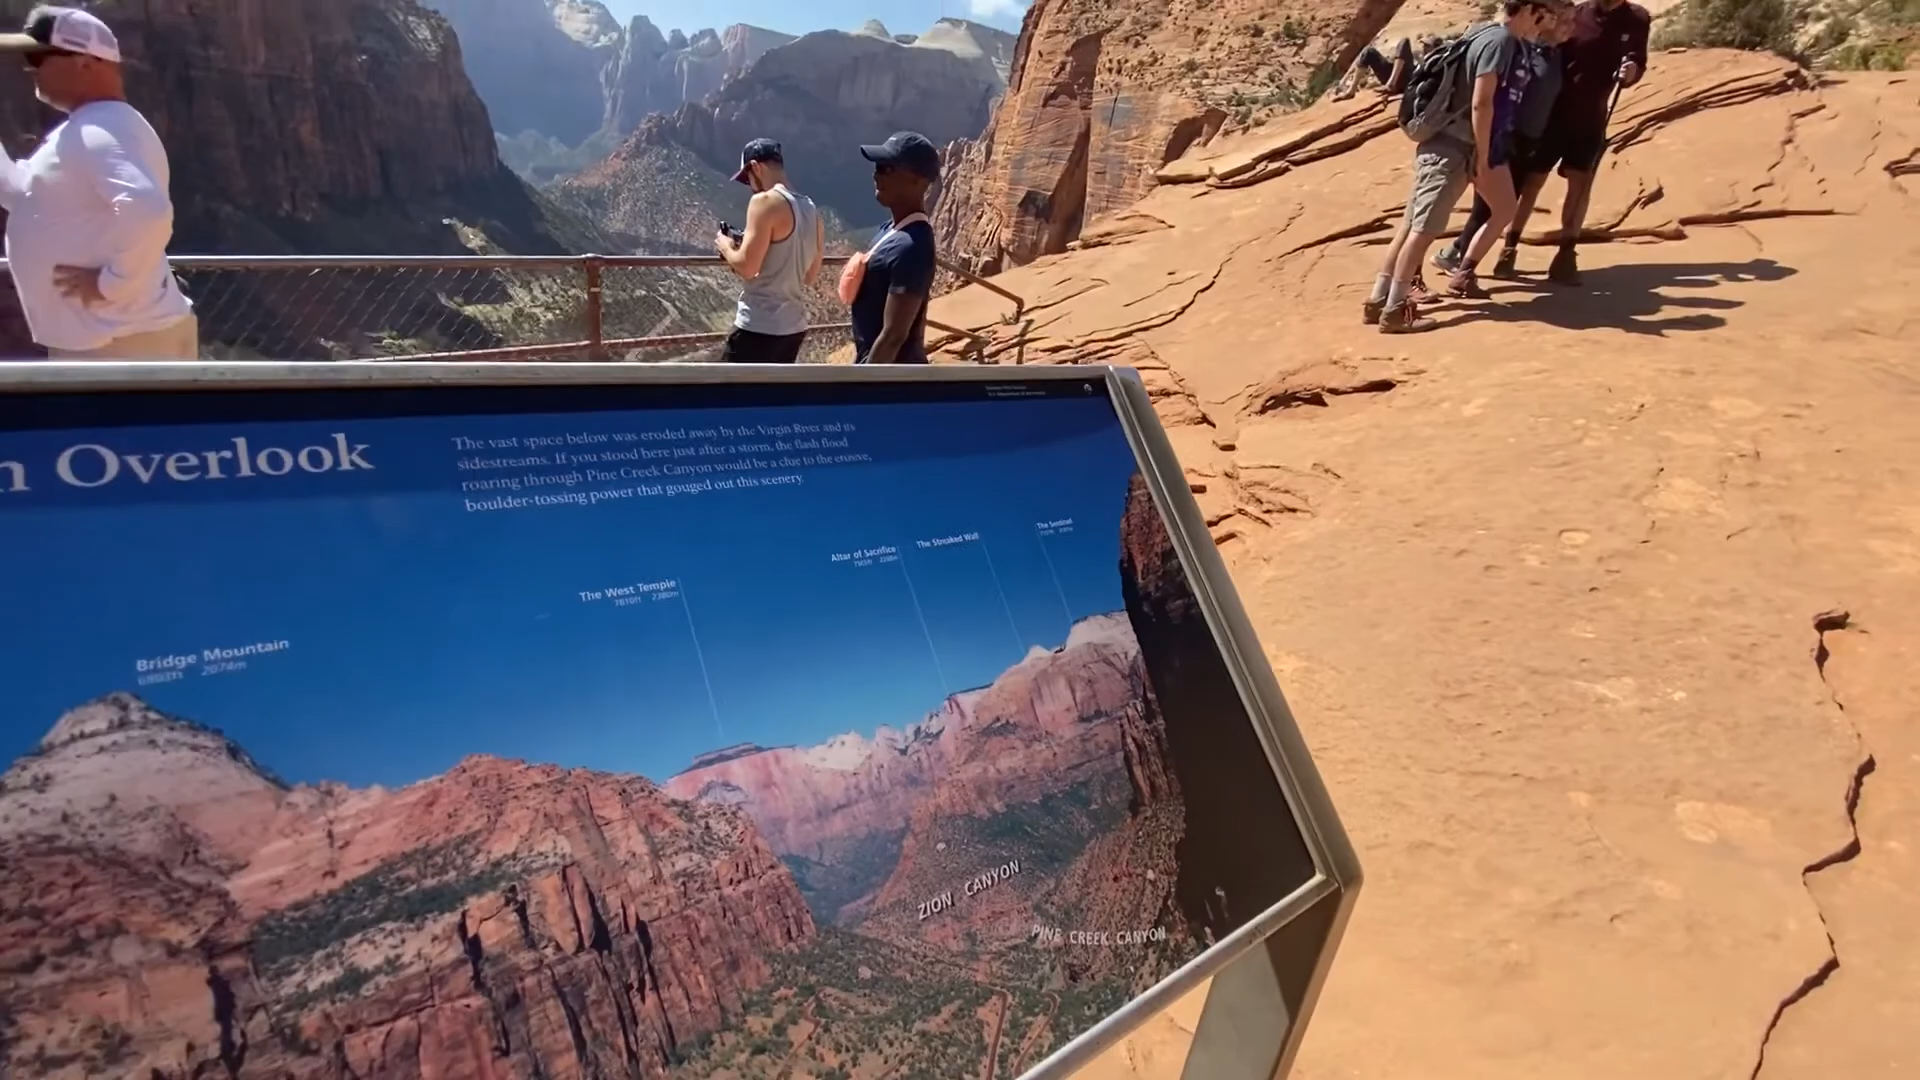 n Overlook
The vast space below was eroded away by the Virgin River and its
sidestreams. If you stood here just after a storm, the flash flood
roaring through Pine Creek Canyon would be a clue to the erosive,
boulder-tossing power that gouged out this scenery.
The Sentinel
The Streaked Wall
Altar of Sacrifice
The West Temple
7810ft 2380m
Bridge Mountain
6803ft 2074m
ZION CANYON
PINE CREEK CANYON